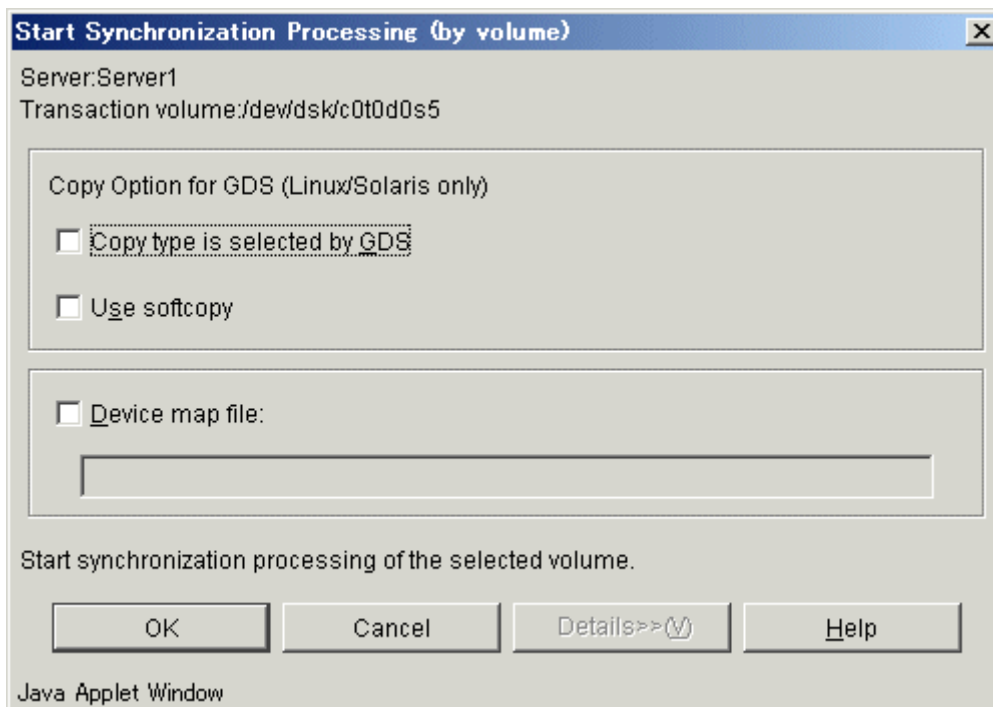 Start Synchronization Processing (by volume)
Server:Server1
Transaction volume:/dev/dsk/c0t0d0s5
Copy Option for GDS (Linux/Solaris only)
Copy type is selected by GDS
Use softcopy
Device map file:
Start synchronization processing of the selected volume.
OK Cancel Details>>(V) Help
Java Applet Window